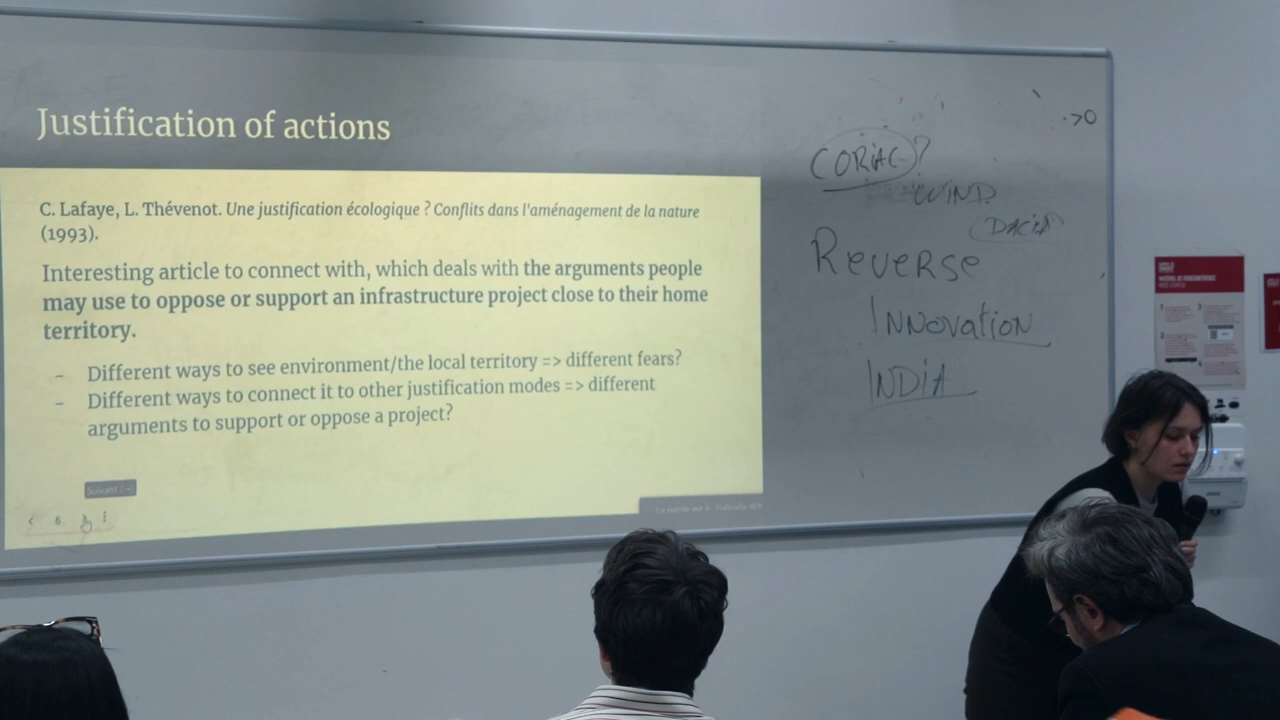 Justification of actions
C. Lafaye, L. Thévenot. Une justification écologique ? Conflits dans l'aménagement de la nature
(1993).
Interesting article to connect with, which deals with the arguments people
may use to oppose or support an infrastructure project close to their home
territory.
- Different ways to see environment/the local territory => different fears?
- Different ways to connect it to other justification modes => different
arguments to support or oppose a project?
Suivant
6
>0
CORIAC?
WIND
DACIA
Reverse
Innovation
INDIA